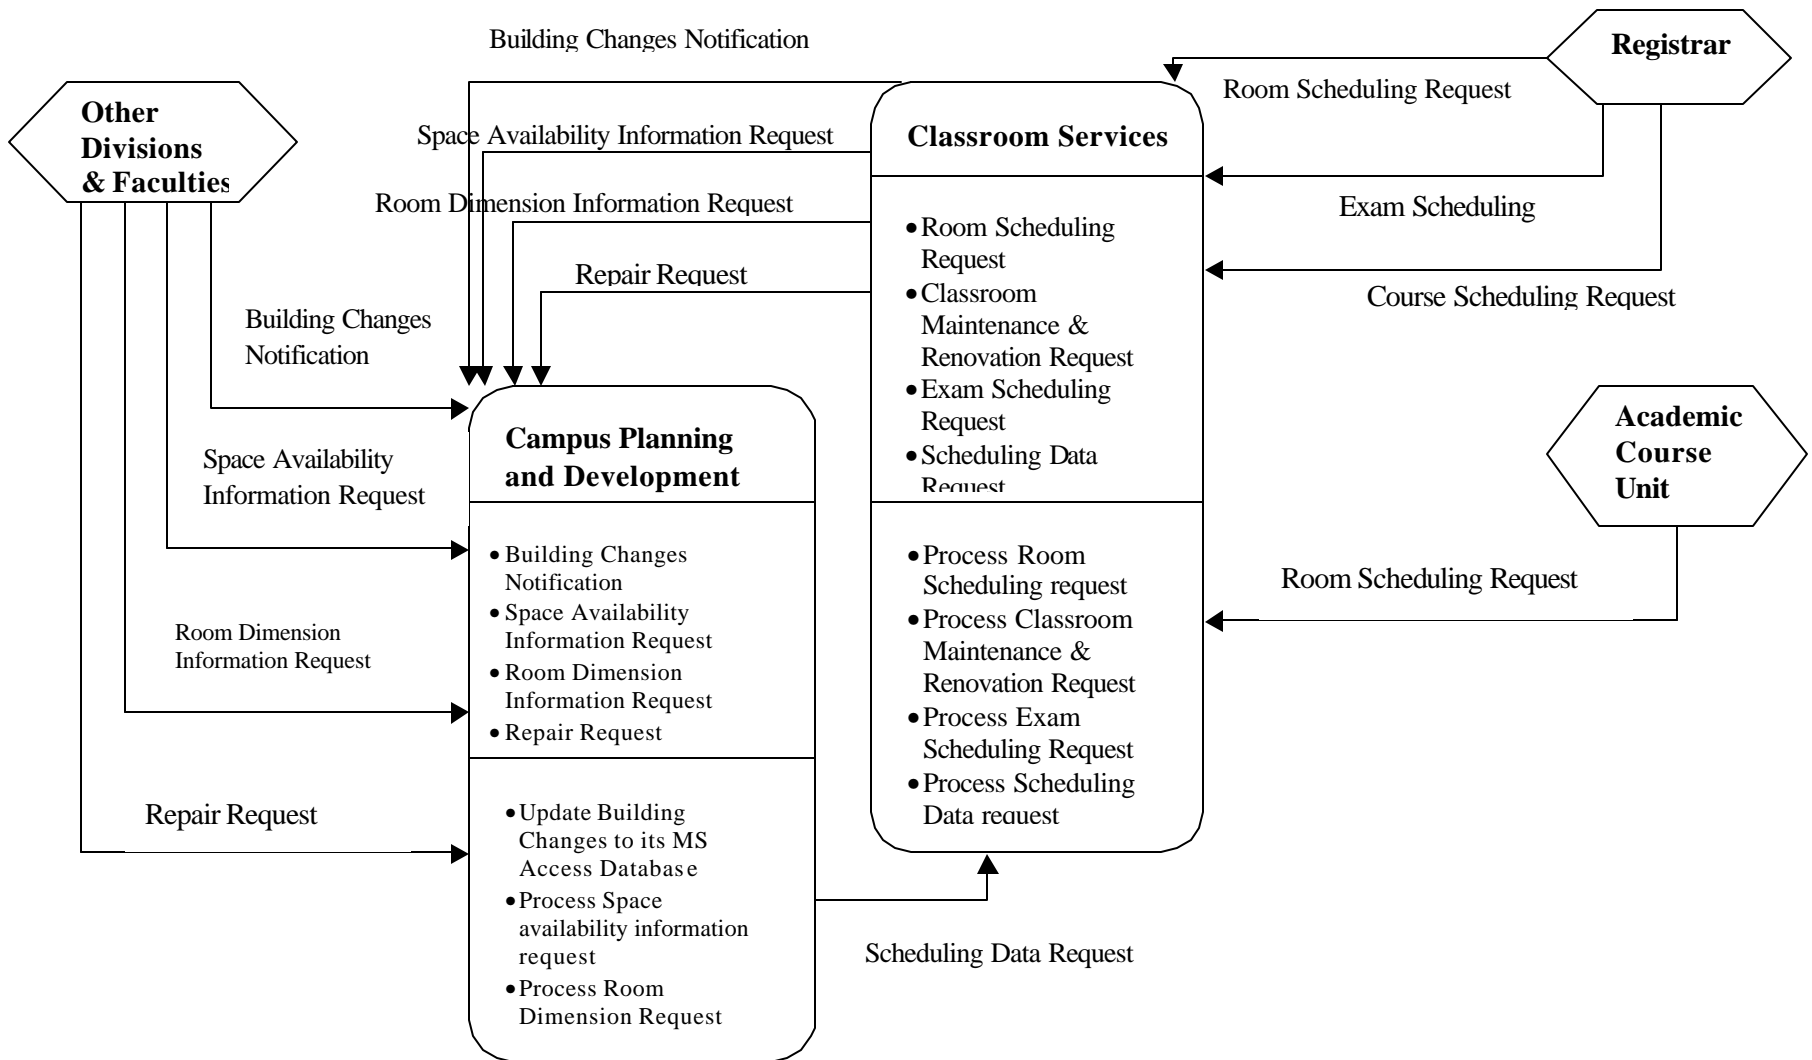 Building Changes Notification
Registrar
Room Scheduling Request
Other
Divisions
& Faculties
Space Availability Information Request
Classroom Services
Room Dimension Information Request
Exam Scheduling
• Room Scheduling
Request
• Classroom
Maintenance &
Renovation Request
• Exam Scheduling
Request
• Scheduling Data
Request
Repair Request
Course Scheduling Request
Building Changes
Notification
Academic
Course
Unit
Campus Planning
and Development
Space Availability
Information Request
• Building Changes
Notification
• Space Availability
Information Request
• Room Dimension
Information Request
• Repair Request
• Process Room
Scheduling request
• Process Classroom
Maintenance &
Renovation Request
• Process Exam
Scheduling Request
• Process Scheduling
Data request
Room Scheduling Request
Room Dimension
Information Request
Repair Request
• Update Building
Changes to its MS
Access Database
• Process Space
availability information
request
• Process Room
Dimension Request
Scheduling Data Request